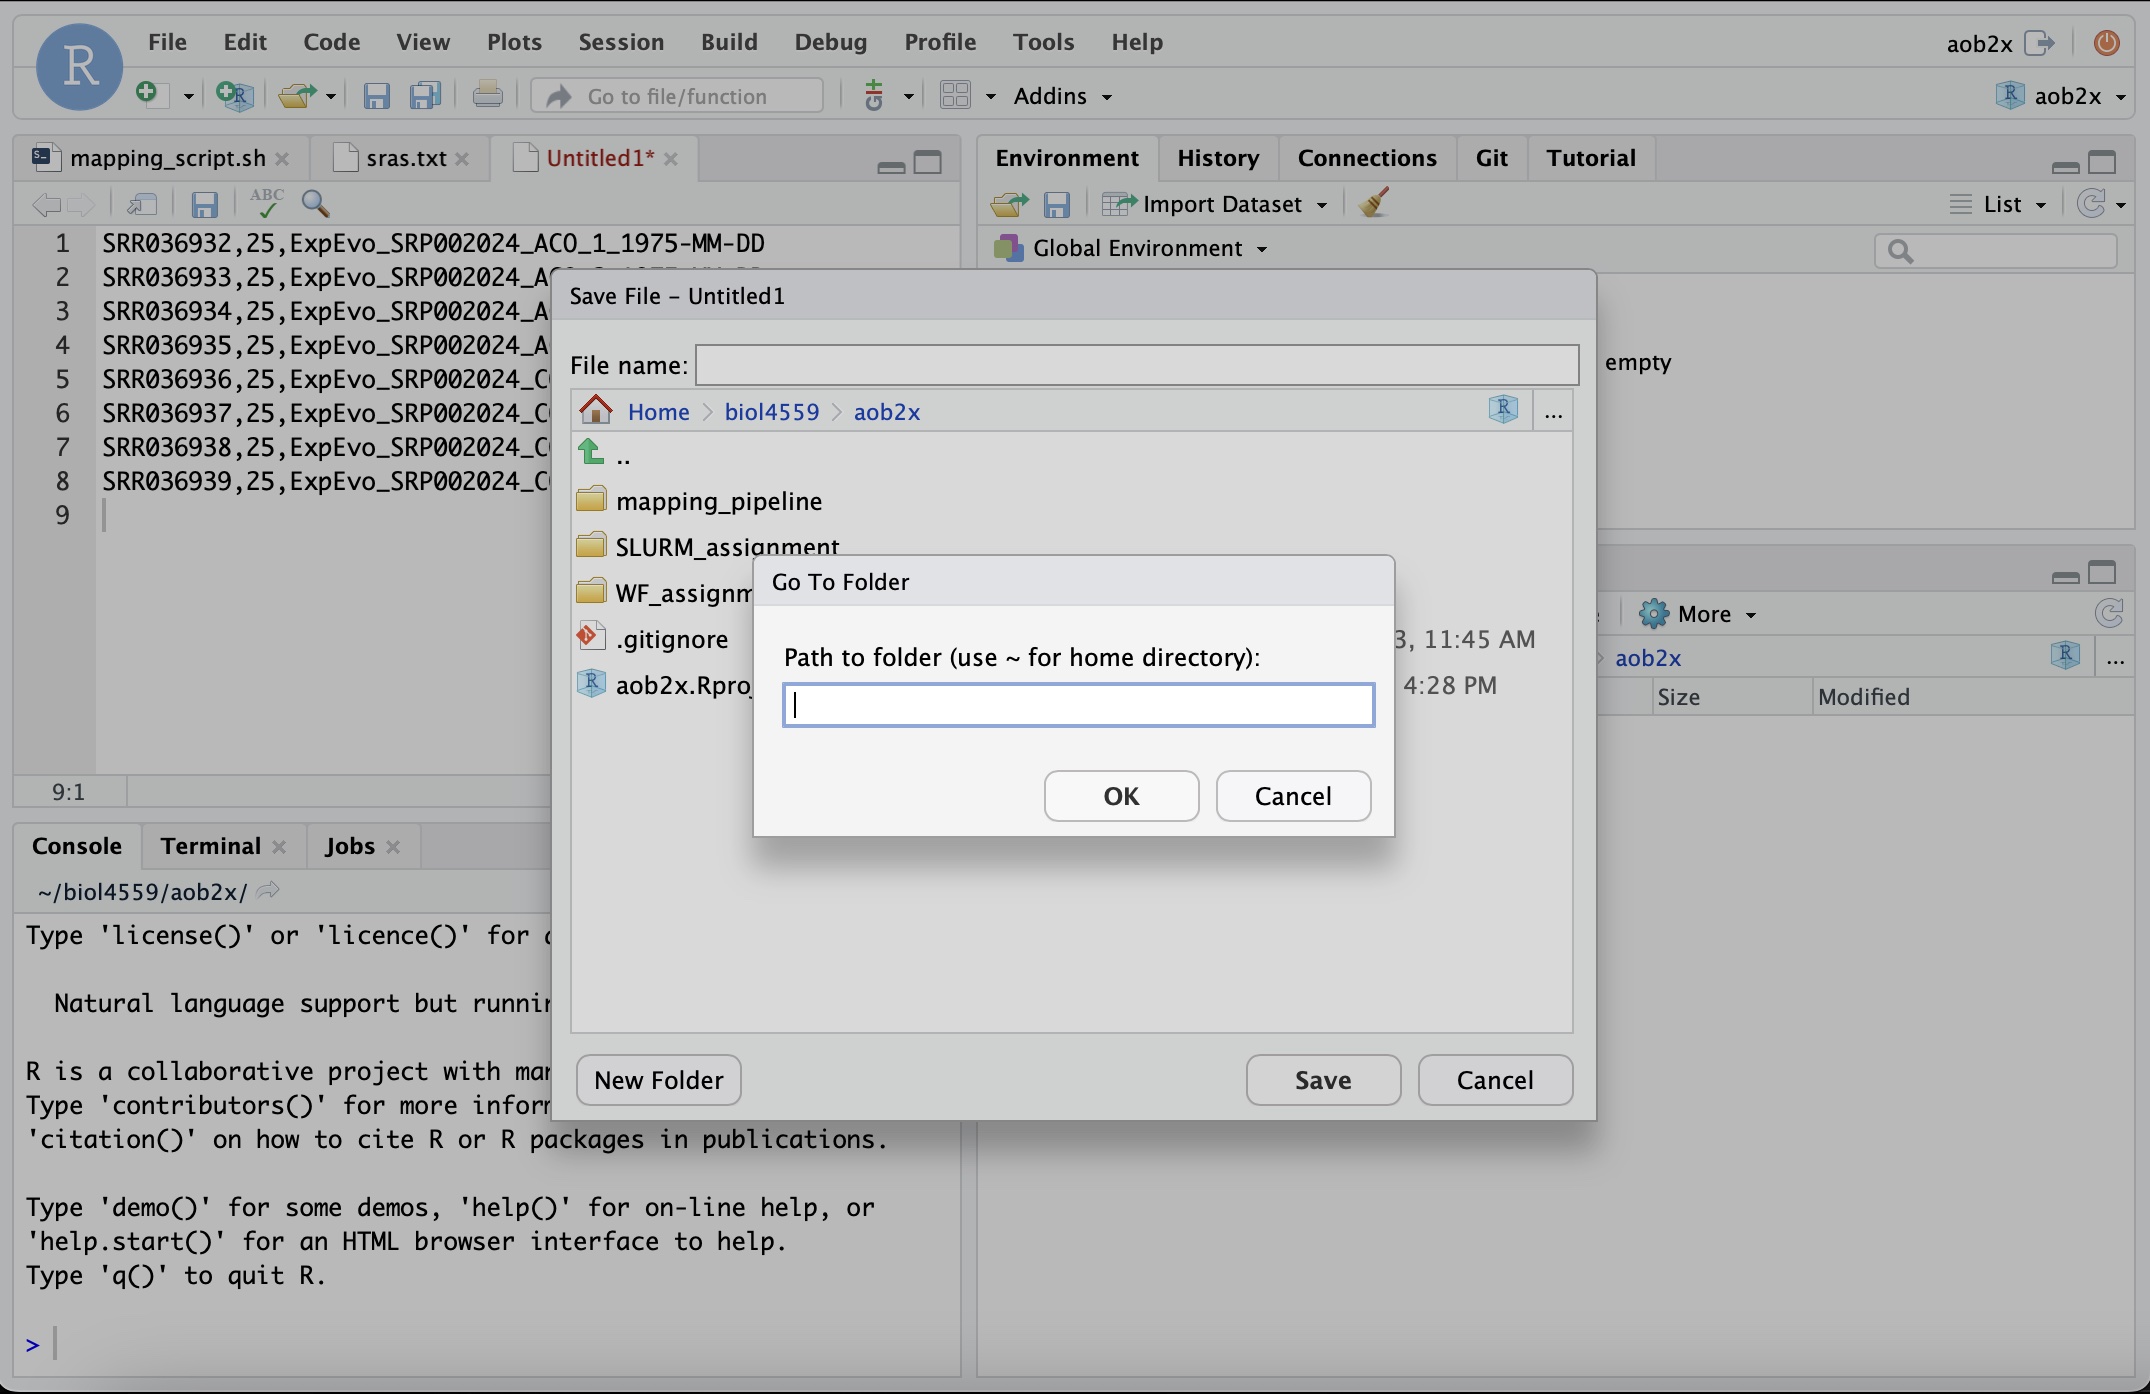 R
File Edit Code View Plots Session Build Debug Profile Tools Help
aob2x
Go to file/function
Addins
aob2x
mapping_script.sh
sras.txt
Untitled1*
ABC
1 SRR036932,25,ExpEvo_SRP002024_ACO_1_1975-MM-DD
2 SRR036933,25,ExpEvo_SRP002024_A
3 SRR036934,25,ExpEvo_SRP002024_A
4 SRR036935,25,ExpEvo_SRP002024_A
5 SRR036936,25,ExpEvo_SRP002024_C
6 SRR036937,25,ExpEvo_SRP002024_C
7 SRR036938,25,ExpEvo_SRP002024_C
8 SRR036939,25,ExpEvo_SRP002024_C
9
9:1
Environment History Connections Git Tutorial
Import Dataset
List
Global Environment
empty
Save File – Untitled1
File name:
Home biol4559 aob2x
...
..
mapping_pipeline
SLURM_assignment
WF_assignm
.gitignore
3, 11:45 AM
aob2x.Rproj
4:28 PM
Go To Folder
Path to folder (use ~ for home directory):
OK
Cancel
New Folder
Save
Cancel
More
aob2x
...
Size
Modified
Console Terminal Jobs
~/biol4559/aob2x/
Type 'license()' or 'licence()' for
Natural language support but runnin
R is a collaborative project with man
Type 'contributors()' for more inform
'citation()' on how to cite R or R packages in publications.
Type 'demo()' for some demos, 'help()' for on-line help, or
'help.start()' for an HTML browser interface to help.
Type 'q()' to quit R.
>